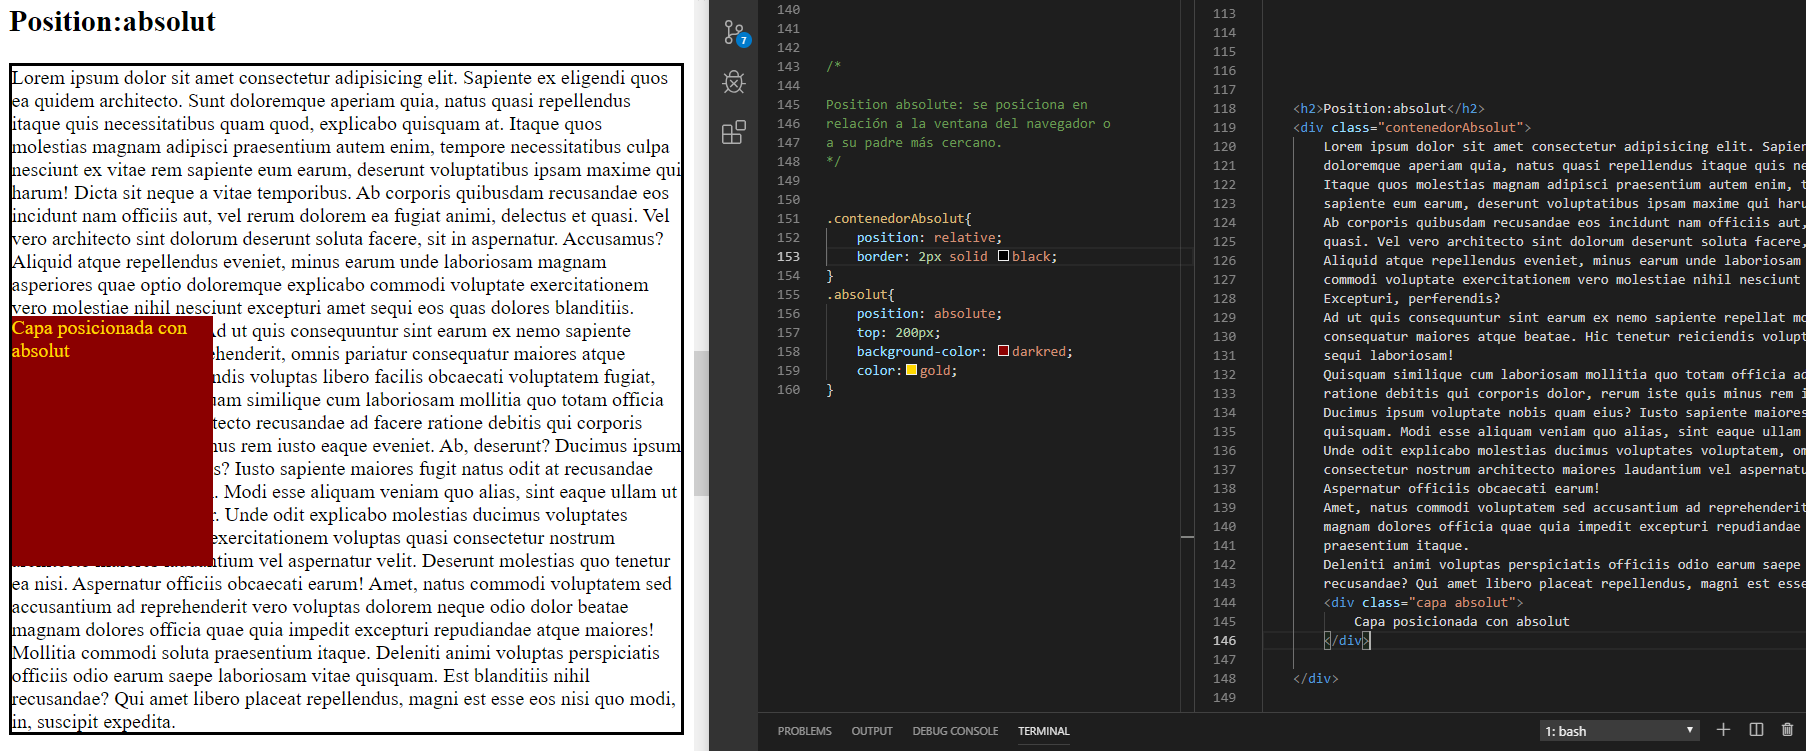 Position:absolut
Lorem ipsum dolor sit amet consectetur adipisicing elit. Sapiente ex eligendi quos
ea quidem architecto. Sunt doloremque aperiam quia, natus quasi repellendus
itaque quis necessitatibus quam quod, explicabo quisquam at. Itaque quos
molestias magnam adipisci praesentium autem enim, tempore necessitatibus culpa
nesciunt ex vitae rem sapiente eum earum, deserunt voluptatibus ipsam maxime qui
harum! Dicta sit neque a vitae temporibus. Ab corporis quibusdam recusandae eos
incidunt nam officiis aut, vel rerum dolorem ea fugiat animi, delectus et quasi. Vel
vero architecto sint dolorum deserunt soluta facere, sit in aspernatur. Accusamus?
Aliquid atque repellendus eveniet, minus earum unde laboriosam magnam
asperiores quae optio doloremque explicabo commodi voluptate exercitationem
vero molestiae nihil nesciunt excepturi amet sequi eos quas dolores blanditiis.
Capa posicionada con
absolut
Ad ut quis consequuntur sint earum ex nemo sapiente
henderit, omnis pariatur consequatur maiores atque
ndis voluptas libero facilis obcaecati voluptatem fugiat,
uam similique cum laboriosam mollitia quo totam officia
tecto recusandae ad facere ratione debitis qui corporis
nus rem iusto eaque eveniet. Ab, deserunt? Ducimus ipsum
s? Iusto sapiente maiores fugit natus odit at recusandae
. Modi esse aliquam veniam quo alias, sint eaque ullam ut
r. Unde odit explicabo molestias ducimus voluptates
exercitationem voluptas quasi consectetur nostrum
ntium vel aspernatur velit. Deserunt molestias quo tenetur
ea nisi. Aspernatur officiis obcaecati earum! Amet, natus commodi voluptatem sed
accusantium ad reprehenderit vero voluptas dolorem neque odio dolor beatae
magnam dolores officia quae quia impedit excepturi repudiandae atque maiores!
Mollitia commodi soluta praesentium itaque. Deleniti animi voluptas perspiciatis
officiis odio earum saepe laboriosam vitae quisquam. Est blanditiis nihil
recusandae? Qui amet libero placeat repellendus, magni est esse eos nisi quo modi,
in, suscipit expedita.
7
140
141
142
143 /*
144
145 Position absolute: se posiciona en
146 relación a la ventana del navegador o
147 a su padre más cercano.
148 */
149
150
151 .contenedorAbsolut{
152 position: relative;
153 border: 2px solid black;
154 }
155 .absolut{
156 position: absolute;
157 top: 200px;
158 background-color: darkred;
159 color: gold;
160 }
113
114
115
116
117
118 <h2>Position:absolut</h2>
119 <div class="contenedorAbsolut">
120 Lorem ipsum dolor sit amet consectetur adipisicing elit. Sapien
121 doloremque aperiam quia, natus quasi repellendus itaque quis ne
122 Itaque quos molestias magnam adipisci praesentium autem enim, t
123 sapiente eum earum, deserunt voluptatibus ipsam maxime qui haru
124 Ab corporis quibusdam recusandae eos incidunt nam officiis aut,
125 quasi. Vel vero architecto sint dolorum deserunt soluta facere,
126 Aliquid atque repellendus eveniet, minus earum unde laboriosam
127 commodi voluptate exercitationem vero molestiae nihil nesciunt
128 Excepturi, perferendis?
129 Ad ut quis consequuntur sint earum ex nemo sapiente repellat mo
130 consequatur maiores atque beatae. Hic tenetur reiciendis volupt
131 sequi laboriosam!
132 Quisquam similique cum laboriosam mollitia quo totam officia ad
133 ratione debitis qui corporis dolor, rerum iste quis minus rem i
134 Ducimus ipsum voluptate nobis quam eius? Iusto sapiente maiores
135 quisquam. Modi esse aliquam veniam quo alias, sint eaque ullam
136 Unde odit explicabo molestias ducimus voluptates voluptatem, om
137 consectetur nostrum architecto maiores laudantium vel aspernatu
138 Aspernatur officiis obcaecati earum!
139 Amet, natus commodi voluptatem sed accusantium ad reprehenderit
140 magnam dolores officia quae quia impedit excepturi repudiandae
141 praesentium itaque.
142 Deleniti animi voluptas perspiciatis officiis odio earum saepe
143 recusandae? Qui amet libero placeat repellendus, magni est esse
144 <div class="capa absolut">
145 Capa posicionada con absolut
146 </div>
147
148 </div>
149
PROBLEMS OUTPUT DEBUG CONSOLE TERMINAL 1: bash